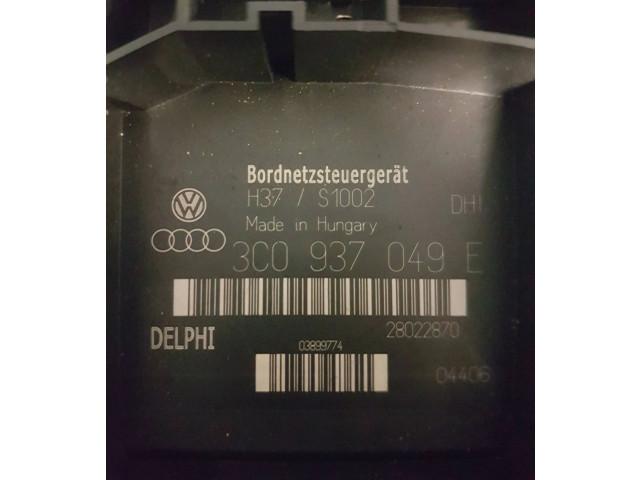 Bordnetzsteuergerät
H37 / S1002
DHI
Made in Hungary
3C0 937 049 E
28022870
DELPHI
03899774
04406